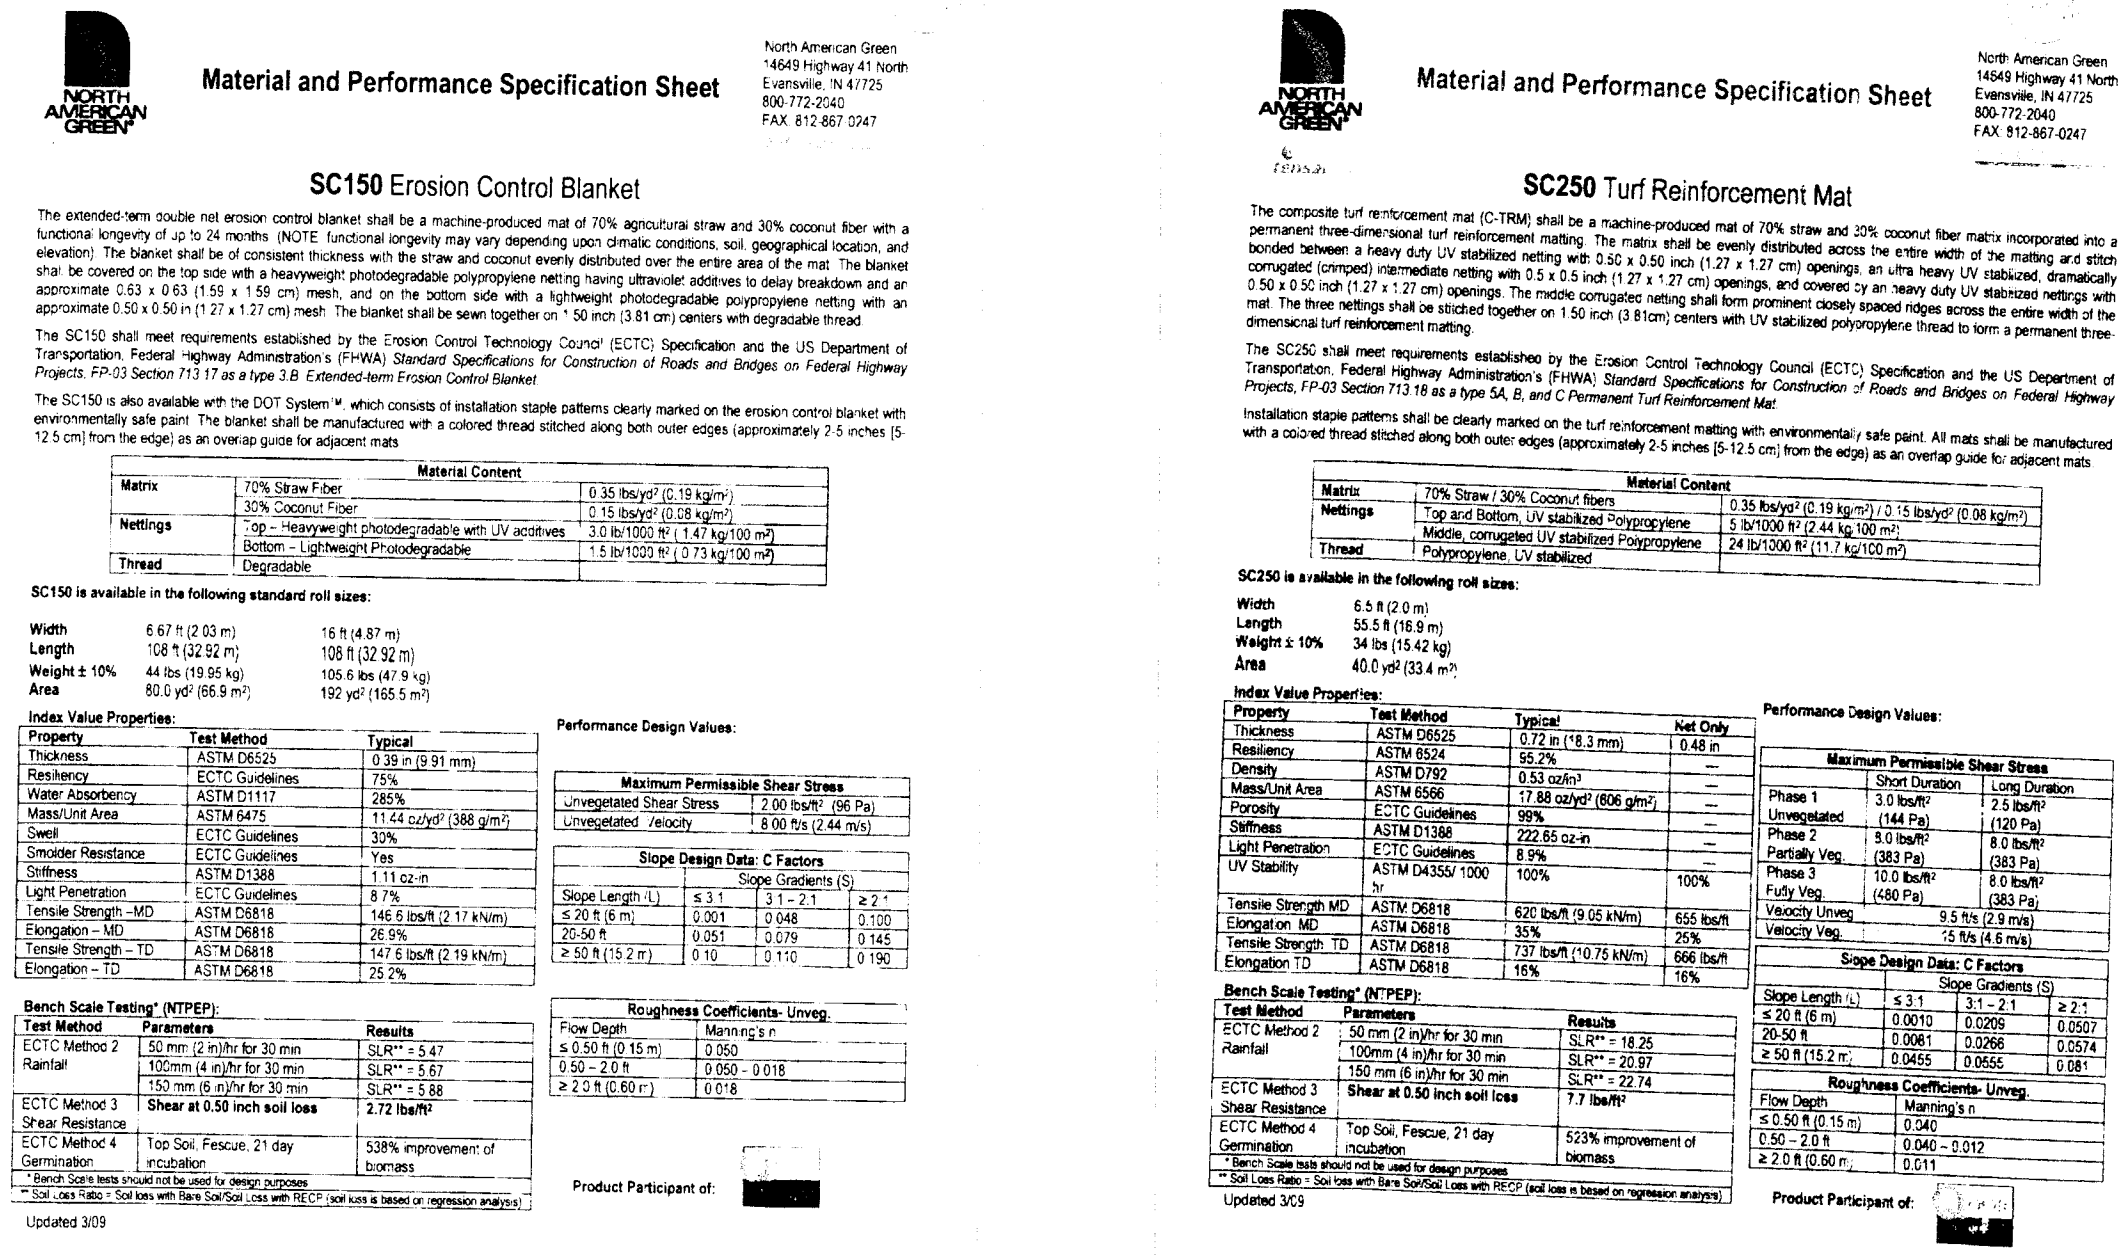 NORTH
AMERICAN
GREEN
Material and Performance Specification Sheet
North American Green
14649 Highway 41 North
Evansville, IN 47725
800-772-2040
FAX 812-867-0247
SC150 Erosion Control Blanket
The extended-term double net erosion control blanket shall be a machine-produced mat of 70% agricultural straw and 30% coconut fiber with a
functional longevity of up to 24 months (NOTE functional longevity may vary depending upon climatic conditions, soil, geographical location, and
elevation) The blanket shall be of consistent thickness with the straw and coconut evenly distributed over the entire area of the mat The blanket
shall be covered on the top side with a heavyweight photodegradable polypropylene netting having ultraviolet additives to delay breakdown and an
approximate 0.63 x 0.63 (1.59 x 1.59 cm) mesh, and on the bottom side with a lightweight photodegradable polypropylene netting with an
approximate 0.50 x 0.50 in (1.27 x 1.27 cm) mesh The blanket shall be sewn together on 1.50 inch (3.81 cm) centers with degradable thread
The SC150 shall meet requirements established by the Erosion Control Technology Council (ECTC) Specification and the US Department of
Transportation, Federal Highway Administration's (FHWA) Standard Specifications for Construction of Roads and Bridges on Federal Highway
Projects, FP-03 Section 713.17 as a type 3.B Extended-term Erosion Control Blanket.
The SC150 is also available with the DOT System™, which consists of installation staple patterns clearly marked on the erosion control blanket with
environmentally safe paint The blanket shall be manufactured with a colored thread stitched along both outer edges (approximately 2-5 inches [5-
12.5 cm] from the edge) as an overlap guide for adjacent mats
Material Content
Matrix 70% Straw Fiber 0.35 lbs/yd² (0.19 kg/m²)
30% Coconut Fiber 0.15 lbs/yd² (0.08 kg/m²)
Nettings Top – Heavyweight photodegradable with UV additives 3.0 lb/1000 ft² (1.47 kg/100 m²)
Bottom – Lightweight Photodegradable 1.5 lb/1000 ft² (0.73 kg/100 m²)
Thread Degradable
SC150 is available in the following standard roll sizes:
Width 6.67 ft (2.03 m) 16 ft (4.87 m)
Length 108 ft (32.92 m) 108 ft (32.92 m)
Weight ± 10% 44 lbs (19.95 kg) 105.6 lbs (47.9 kg)
Area 80.0 yd² (66.9 m²) 192 yd² (165.5 m²)
Index Value Properties:
Property Test Method Typical
Thickness ASTM D6525 0.39 in (9.91 mm)
Resiliency ECTC Guidelines 75%
Water Absorbency ASTM D1117 285%
Mass/Unit Area ASTM 6475 11.44 oz/yd² (388 g/m²)
Swell ECTC Guidelines 30%
Smolder Resistance ECTC Guidelines Yes
Stiffness ASTM D1388 1.11 oz-in
Light Penetration ECTC Guidelines 8.7%
Tensile Strength –MD ASTM D6818 146.6 lbs/ft (2.17 kN/m)
Elongation – MD ASTM D6818 26.9%
Tensile Strength – TD ASTM D6818 147.6 lbs/ft (2.19 kN/m)
Elongation – TD ASTM D6818 25.2%
Bench Scale Testing* (NTPEP):
Test Method Parameters Results
ECTC Method 2 50 mm (2 in)/hr for 30 min SLR** = 5.47
Rainfall 100mm (4 in)/hr for 30 min SLR** = 5.67
150 mm (6 in)/hr for 30 min SLR** = 5.88
ECTC Method 3 Shear at 0.50 inch soil loss 2.72 lbs/ft²
Shear Resistance
ECTC Method 4 Top Soil, Fescue, 21 day 538% improvement of
Germination incubation biomass
* Bench Scale tests should not be used for design purposes
** Soil Loss Ratio = Soil loss with Bare Soil/Soil Loss with RECP (soil loss is based on regression analysis)
Updated 3/09
Performance Design Values:
Maximum Permissible Shear Stress
Unvegetated Shear Stress 2.00 lbs/ft² (96 Pa)
Unvegetated Velocity 8.00 ft/s (2.44 m/s)
Slope Design Data: C Factors
Slope Gradients (S)
Slope Length (L) ≤ 3:1 3:1 – 2:1 ≥ 2:1
≤ 20 ft (6 m) 0.001 0.048 0.100
20-50 ft 0.051 0.079 0.145
≥ 50 ft (15.2 m) 0.10 0.110 0.190
Roughness Coefficients- Unveg.
Flow Depth Manning's n
≤ 0.50 ft (0.15 m) 0.050
0.50 – 2.0 ft 0.050 – 0.018
≥ 2.0 ft (0.60 m) 0.018
Product Participant of:
NORTH
AMERICAN
GREEN
tensar
Material and Performance Specification Sheet
North American Green
14649 Highway 41 North
Evansville, IN 47725
800-772-2040
FAX: 812-867-0247
SC250 Turf Reinforcement Mat
The composite turf reinforcement mat (C-TRM) shall be a machine-produced mat of 70% straw and 30% coconut fiber matrix incorporated into a
permanent three-dimensional turf reinforcement matting. The matrix shall be evenly distributed across the entire width of the matting and stitch
bonded between a heavy duty UV stabilized netting with 0.50 x 0.50 inch (1.27 x 1.27 cm) openings, an ultra heavy UV stabilized, dramatically
corrugated (crimped) intermediate netting with 0.5 x 0.5 inch (1.27 x 1.27 cm) openings, and covered by an heavy duty UV stabilized nettings with
0.50 x 0.50 inch (1.27 x 1.27 cm) openings. The middle corrugated netting shall form prominent closely spaced ridges across the entire width of the
mat. The three nettings shall be stitched together on 1.50 inch (3.81cm) centers with UV stabilized polypropylene thread to form a permanent three-
dimensional turf reinforcement matting.
The SC250 shall meet requirements established by the Erosion Control Technology Council (ECTC) Specification and the US Department of
Transportation, Federal Highway Administration's (FHWA) Standard Specifications for Construction of Roads and Bridges on Federal Highway
Projects, FP-03 Section 713.18 as a type 5A, B, and C Permanent Turf Reinforcement Mat.
Installation staple patterns shall be clearly marked on the turf reinforcement matting with environmentally safe paint. All mats shall be manufactured
with a colored thread stitched along both outer edges (approximately 2-5 inches [5-12.5 cm] from the edge) as an overlap guide for adjacent mats.
Material Content
Matrix 70% Straw / 30% Coconut fibers 0.35 lbs/yd² (0.19 kg/m²) / 0.15 lbs/yd² (0.08 kg/m²)
Nettings Top and Bottom, UV stabilized Polypropylene 5 lb/1000 ft² (2.44 kg/100 m²)
Middle, corrugated UV stabilized Polypropylene 24 lb/1000 ft² (11.7 kg/100 m²)
Thread Polypropylene, UV stabilized
SC250 is available in the following roll sizes:
Width 6.5 ft (2.0 m)
Length 55.5 ft (16.9 m)
Weight ± 10% 34 lbs (15.42 kg)
Area 40.0 yd² (33.4 m²)
Index Value Properties:
Property Test Method Typical Net Only
Thickness ASTM D6525 0.72 in (18.3 mm) 0.48 in
Resiliency ASTM 6524 95.2% —
Density ASTM D792 0.53 oz/in³ —
Mass/Unit Area ASTM 6566 17.88 oz/yd² (606 g/m²) —
Porosity ECTC Guidelines 99% —
Stiffness ASTM D1388 222.65 oz-in —
Light Penetration ECTC Guidelines 8.9% —
UV Stability ASTM D4355/ 1000 100% 100%
hr
Tensile Strength MD ASTM D6818 620 lbs/ft (9.05 kN/m) 655 lbs/ft
Elongation MD ASTM D6818 35% 25%
Tensile Strength TD ASTM D6818 737 lbs/ft (10.75 kN/m) 666 lbs/ft
Elongation TD ASTM D6818 16% 16%
Bench Scale Testing* (NTPEP):
Test Method Parameters Results
ECTC Method 2 50 mm (2 in)/hr for 30 min SLR** = 18.25
Rainfall 100mm (4 in)/hr for 30 min SLR** = 20.97
150 mm (6 in)/hr for 30 min SLR** = 22.74
ECTC Method 3 Shear at 0.50 inch soil loss 7.7 lbs/ft²
Shear Resistance
ECTC Method 4 Top Soil, Fescue, 21 day 523% improvement of
Germination incubation biomass
* Bench Scale tests should not be used for design purposes
** Soil Loss Ratio = Soil loss with Bare Soil/Soil Loss with RECP (soil loss is based on regression analysis)
Updated 3/09
Performance Design Values:
Maximum Permissible Shear Stress
Short Duration Long Duration
Phase 1 3.0 lbs/ft² 2.5 lbs/ft²
Unvegetated (144 Pa) (120 Pa)
Phase 2 8.0 lbs/ft² 8.0 lbs/ft²
Partially Veg. (383 Pa) (383 Pa)
Phase 3 10.0 lbs/ft² 8.0 lbs/ft²
Fully Veg. (480 Pa) (383 Pa)
Velocity Unveg 9.5 ft/s (2.9 m/s)
Velocity Veg. 15 ft/s (4.6 m/s)
Slope Design Data: C Factors
Slope Gradients (S)
Slope Length (L) ≤ 3:1 3:1 – 2:1 ≥ 2:1
≤ 20 ft (6 m) 0.0010 0.0209 0.0507
20-50 ft 0.0081 0.0266 0.0574
≥ 50 ft (15.2 m) 0.0455 0.0555 0.081
Roughness Coefficients- Unveg.
Flow Depth Manning's n
≤ 0.50 ft (0.15 m) 0.040
0.50 – 2.0 ft 0.040 – 0.012
≥ 2.0 ft (0.60 m) 0.011
Product Participant of: